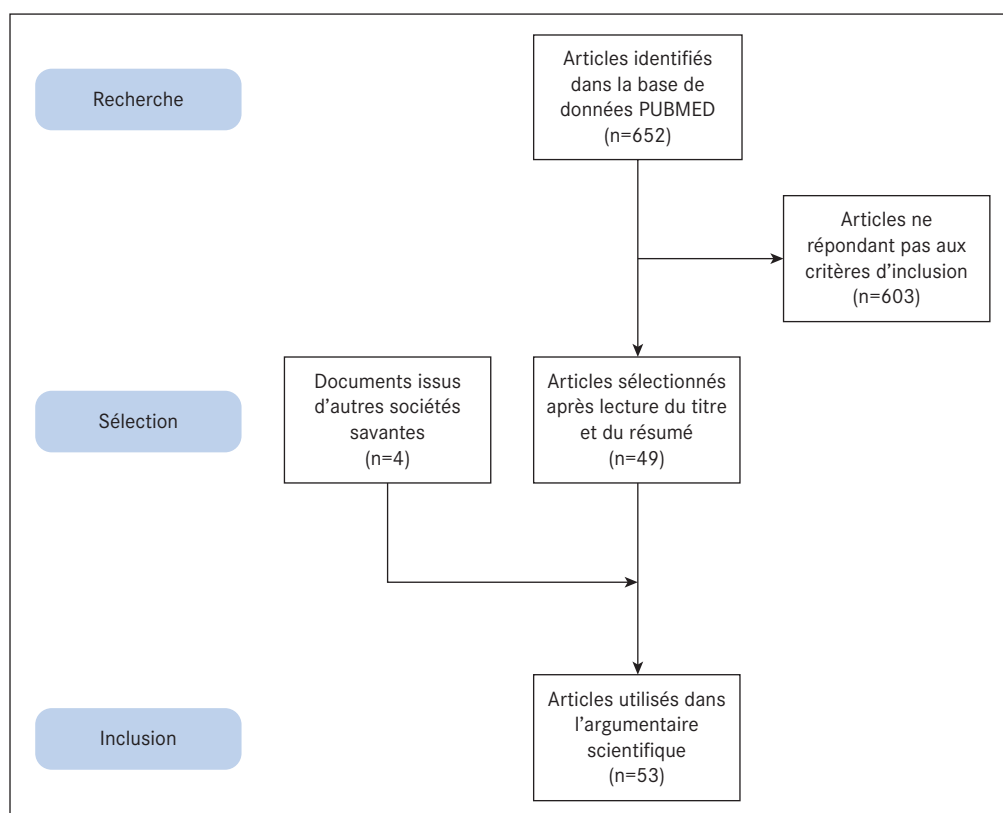 Recherche
Articles identifiés
dans la base de
données PUBMED
(n=652)
Articles ne
répondant pas aux
critères d'inclusion
(n=603)
Sélection
Documents issus
d'autres sociétés
savantes
(n=4)
Articles sélectionnés
après lecture du titre
et du résumé
(n=49)
Inclusion
Articles utilisés dans
l'argumentaire
scientifique
(n=53)